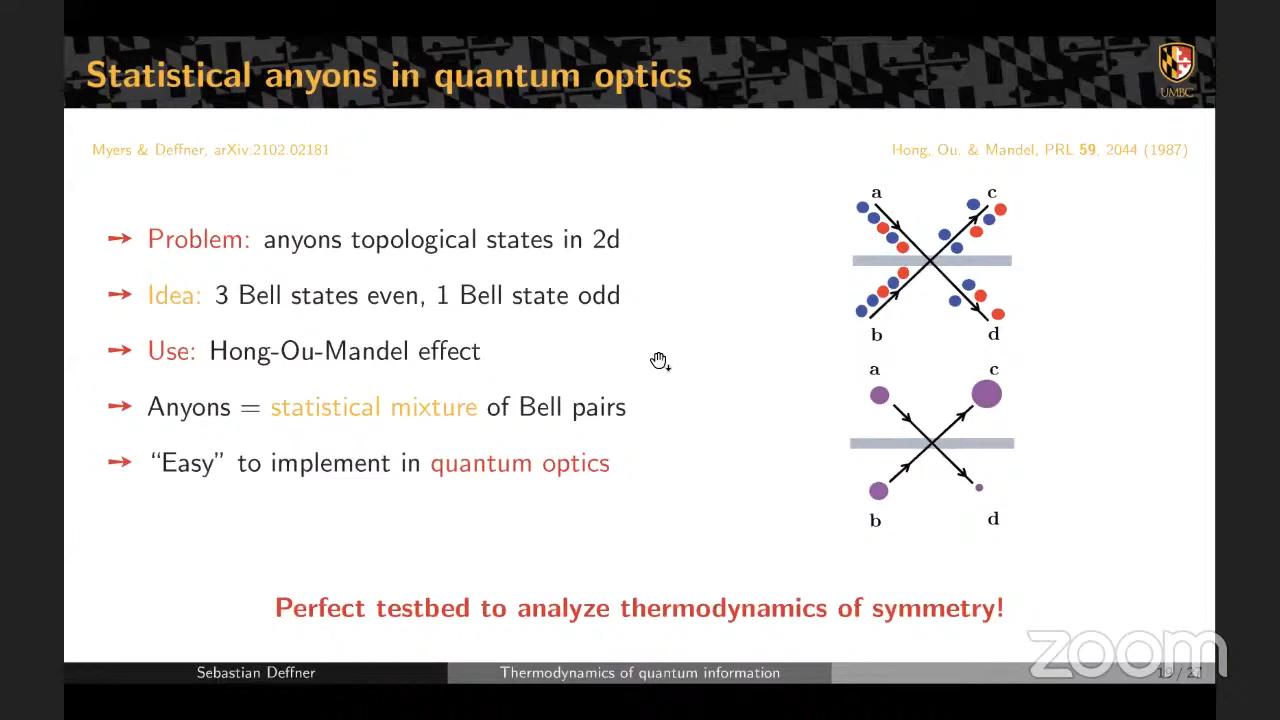 Statistical anyons in quantum optics
UMBC
Myers & Deffner, arXiv:2102.02181
Hong, Ou. & Mandel, PRL 59, 2044 (1987)
➙ Problem: anyons topological states in 2d
➙ Idea: 3 Bell states even, 1 Bell state odd
➙ Use: Hong-Ou-Mandel effect
➙ Anyons = statistical mixture of Bell pairs
➙ “Easy” to implement in quantum optics
a c
b d
a c
b d
Perfect testbed to analyze thermodynamics of symmetry!
Sebastian Deffner
Thermodynamics of quantum information
19 / 27
zoom